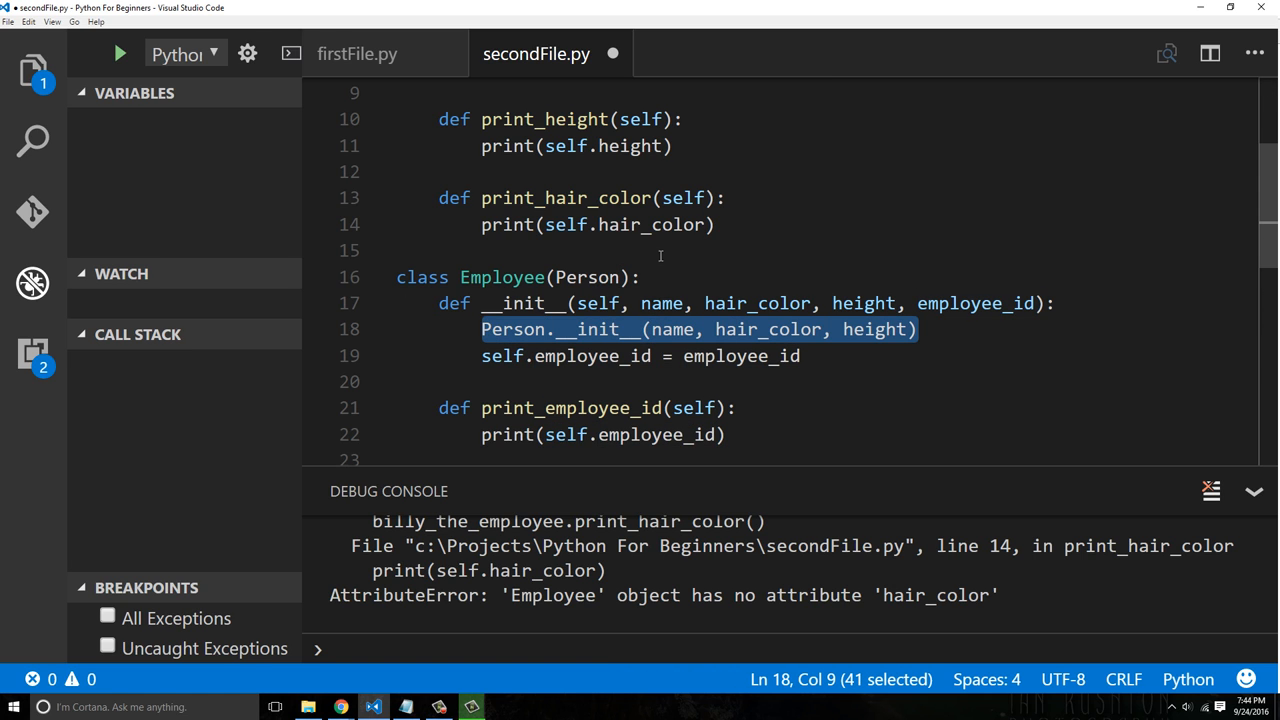 ● secondFile.py - Python For Beginners - Visual Studio Code
File Edit View Go Help
Python
firstFile.py
secondFile.py
1
VARIABLES
9
10 def print_height(self):
11 print(self.height)
12
13 def print_hair_color(self):
14 print(self.hair_color)
15
16 class Employee(Person):
17 def __init__(self, name, hair_color, height, employee_id):
18 Person.__init__(name, hair_color, height)
19 self.employee_id = employee_id
20
21 def print_employee_id(self):
22 print(self.employee_id)
23
WATCH
CALL STACK
2
BREAKPOINTS
All Exceptions
Uncaught Exceptions
DEBUG CONSOLE
billy_the_employee.print_hair_color()
File "c:\Projects\Python For Beginners\secondFile.py", line 14, in print_hair_color
print(self.hair_color)
AttributeError: 'Employee' object has no attribute 'hair_color'
0 0
Ln 18, Col 9 (41 selected) Spaces: 4 UTF-8 CRLF Python
I'm Cortana. Ask me anything.
7:44 PM
9/24/2016